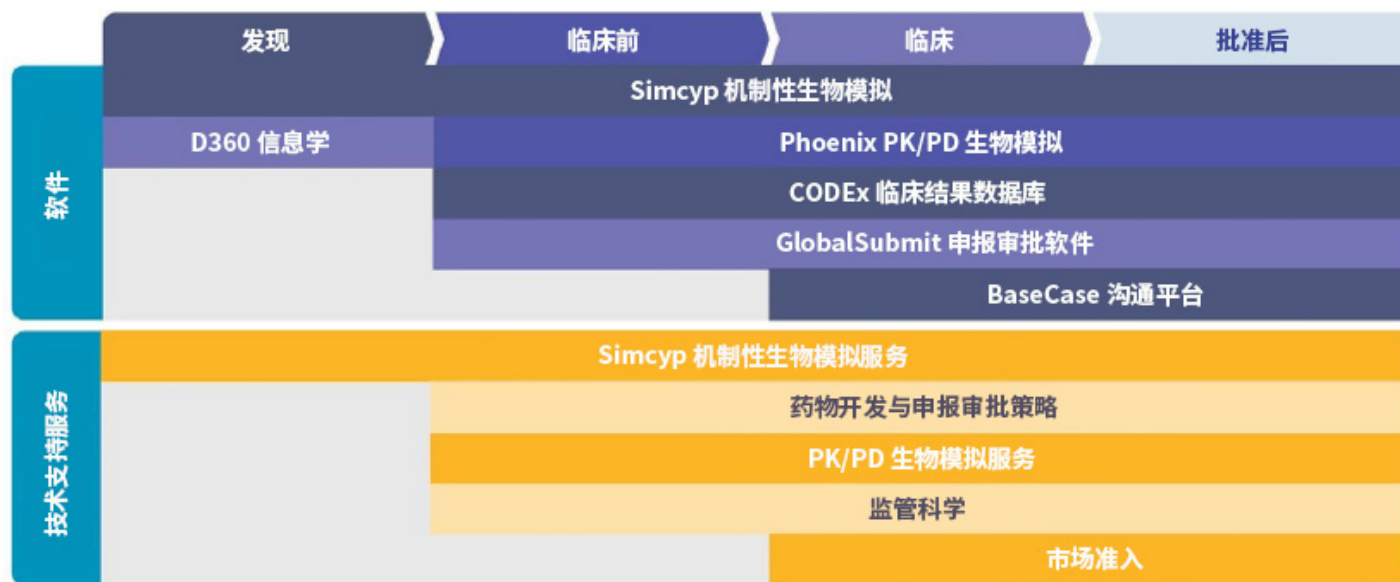 发现
临床前
临床
批准后
软件
Simcyp 机制性生物模拟
D360 信息学
Phoenix PK/PD 生物模拟
CODEx 临床结果数据库
GlobalSubmit 申报审批软件
BaseCase 沟通平台
技术支持服务
Simcyp 机制性生物模拟服务
药物开发与申报审批策略
PK/PD 生物模拟服务
监管科学
市场准入